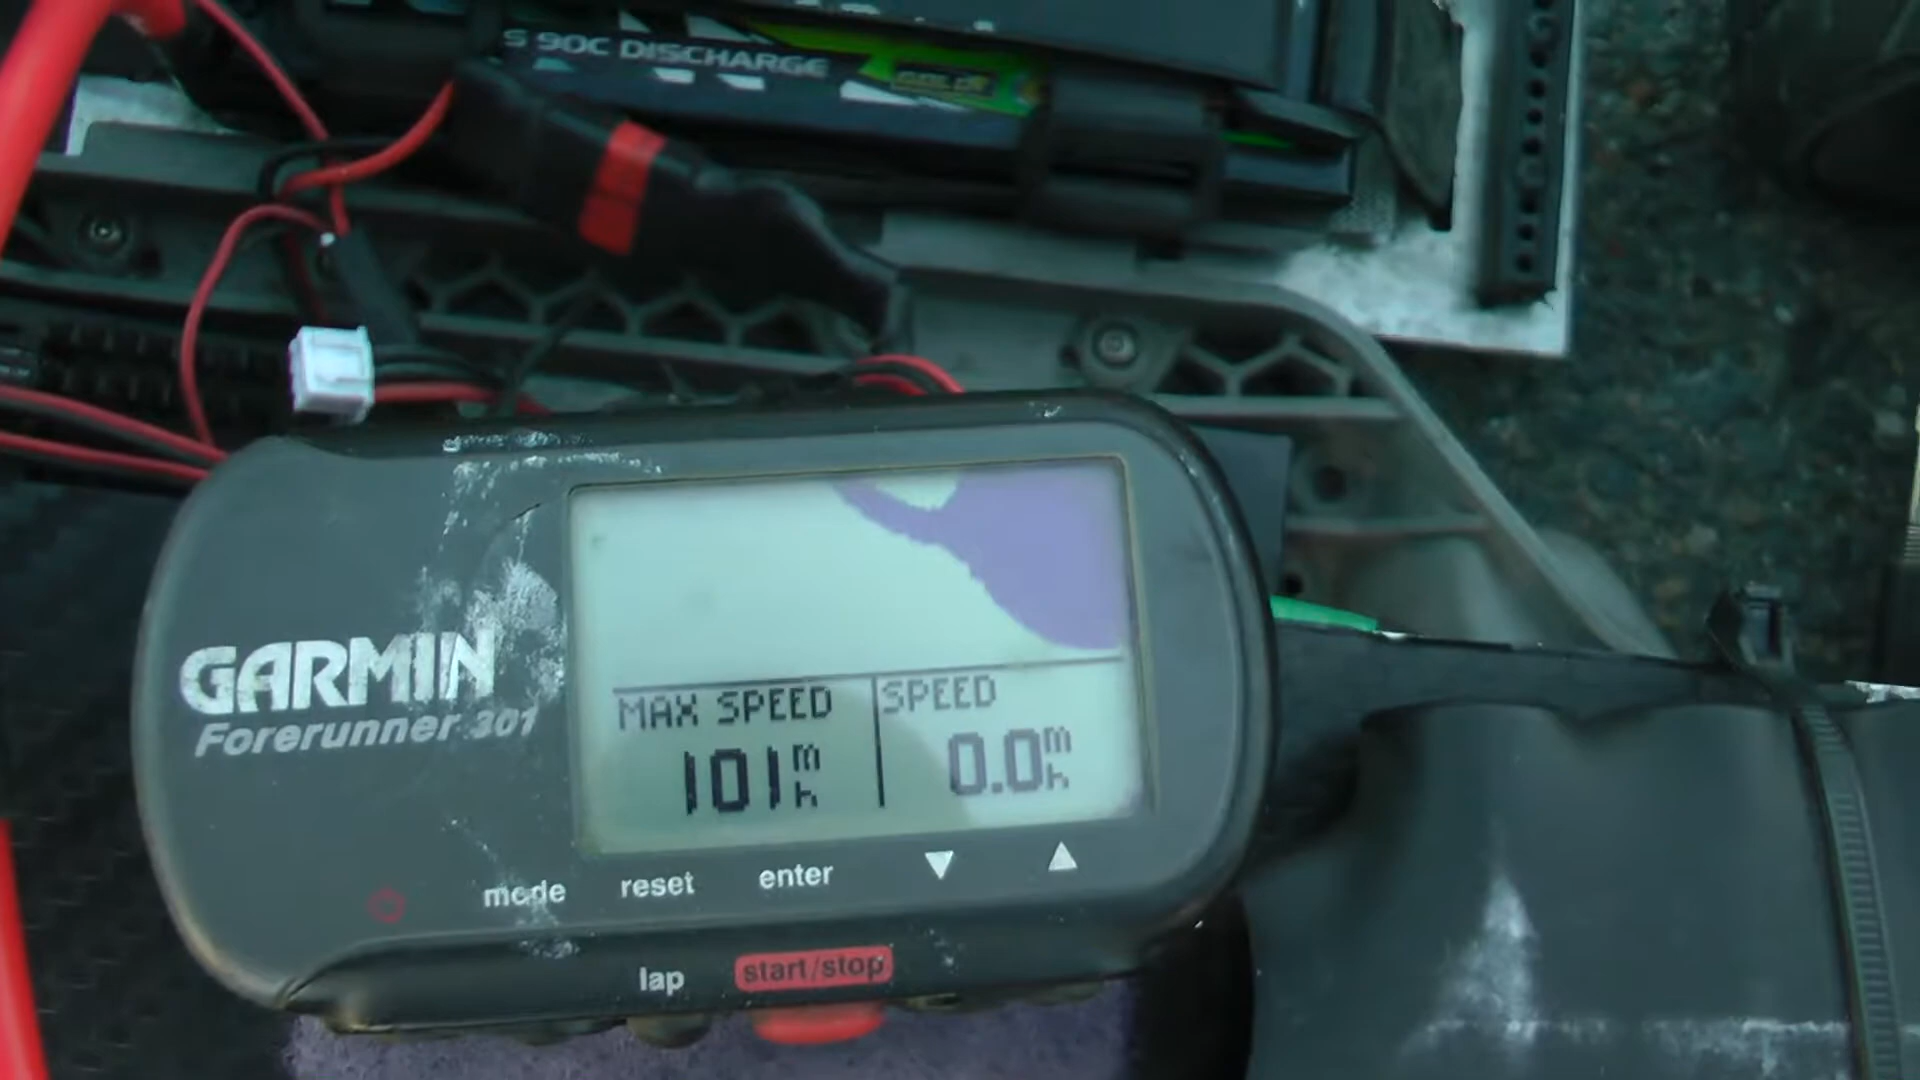 S 90C DISCHARGE
GARMIN
Forerunner 301
MAX SPEED
101 m/h
SPEED
0.0 m/h
mode
reset
enter
lap
start/stop